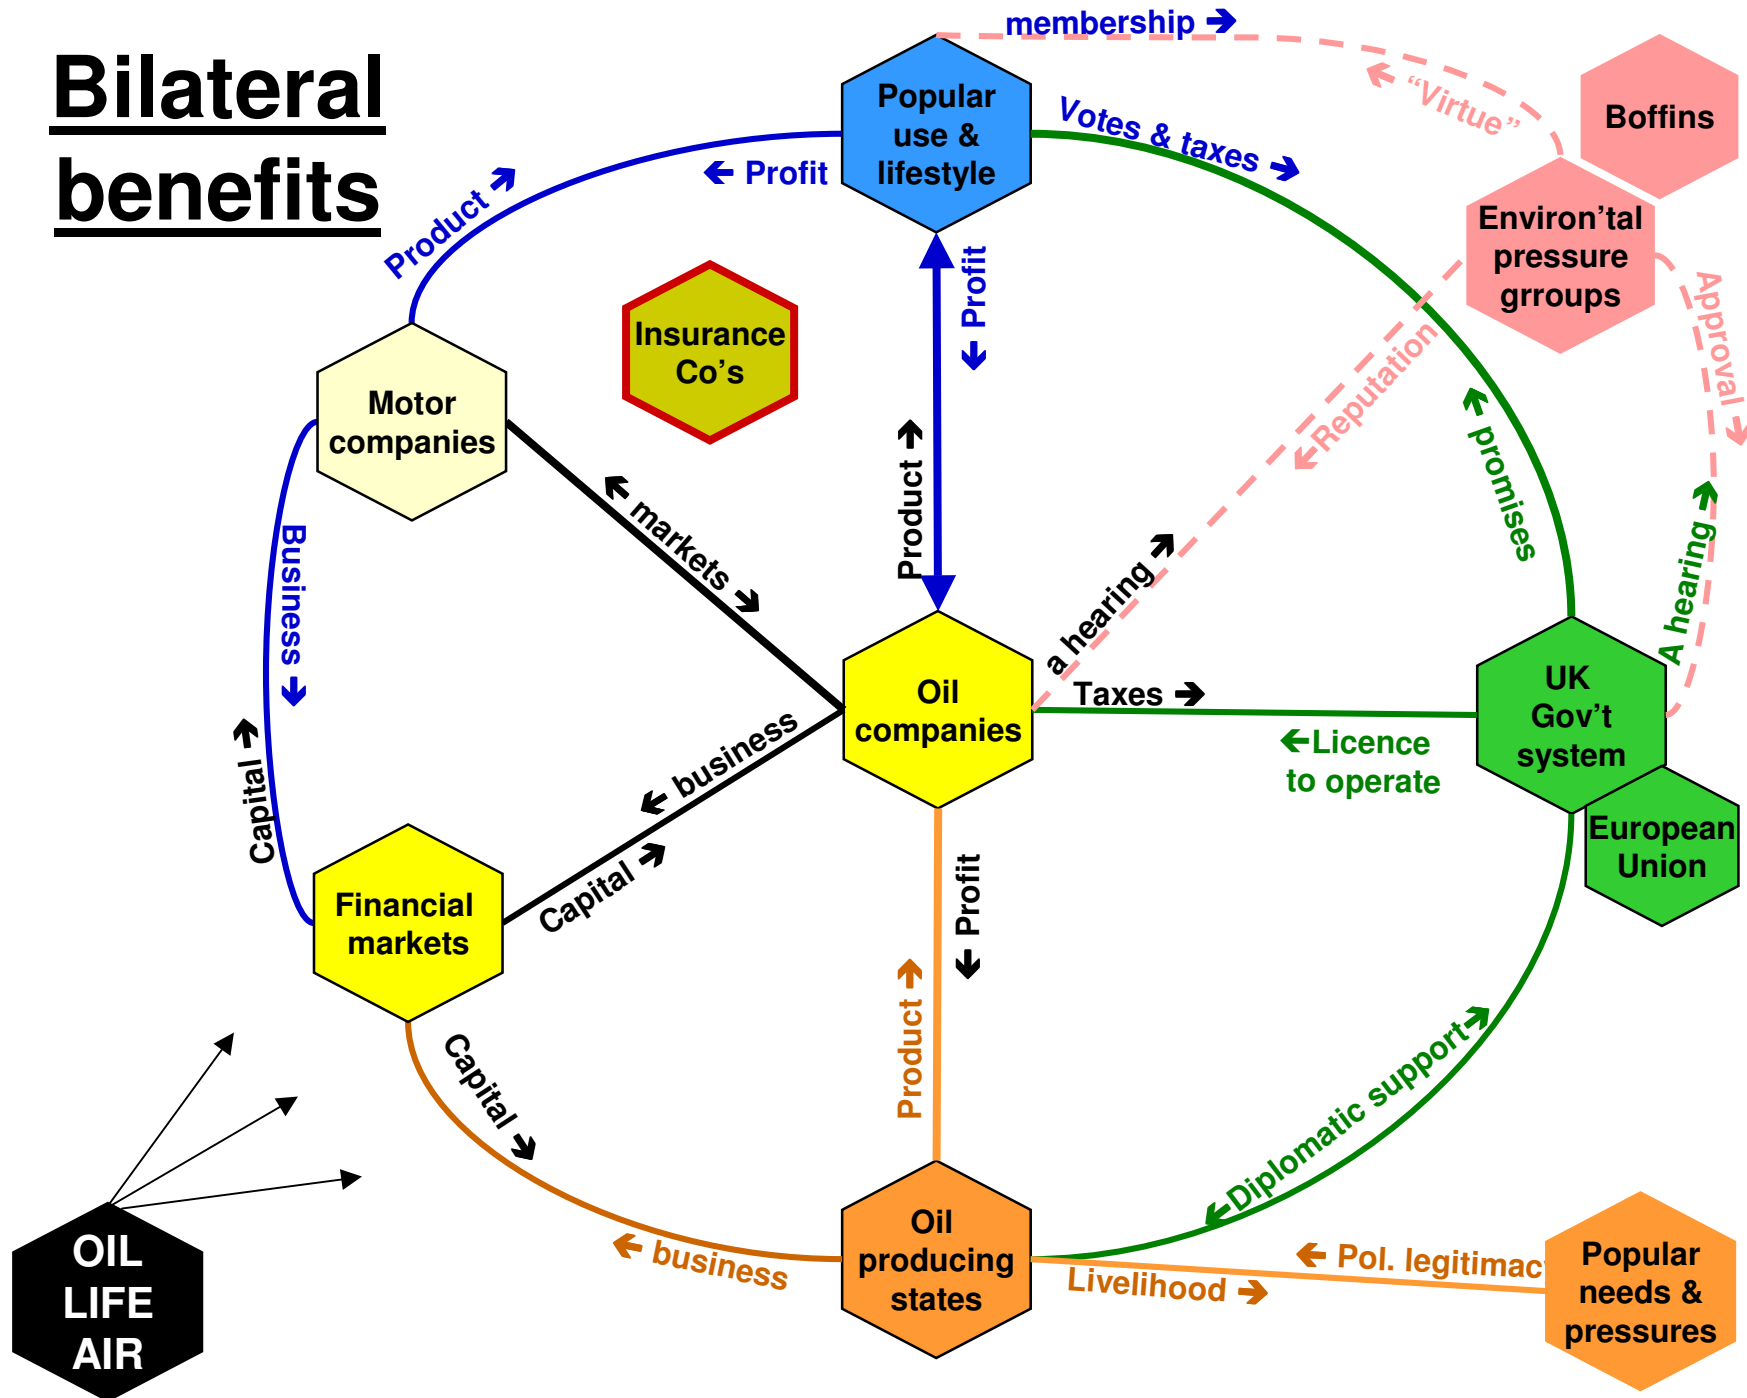 Bilateral
benefits
membership →
← “Virtue”
Boffins
Popular
use &
lifestyle
Votes & taxes →
← Profit
Product →
Environ’tal
pressure
grroups
Approval →
Insurance
Co’s
← Profit
Product →
Motor
companies
← Reputation
a hearing →
← promises
A hearing →
← markets →
Business →
Capital →
Oil
companies
Taxes →
← Licence
to operate
UK
Gov’t
system
European
Union
← business
Capital →
Financial
markets
← Profit
Product →
Capital →
← business
← Diplomatic support →
Oil
producing
states
← Pol. legitimac
Livelihood →
Popular
needs &
pressures
OIL
LIFE
AIR